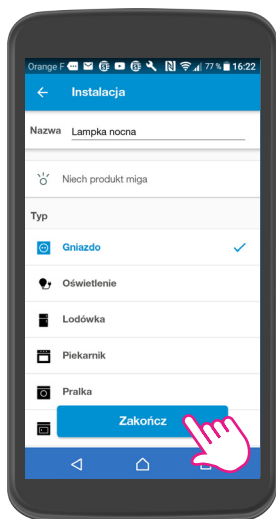 Orange F 77 % 16:22
Instalacja
Nazwa Lampka nocna
Niech produkt miga
Typ
Gniazdo
Oświetlenie
Lodówka
Piekarnik
Pralka
Zakończ